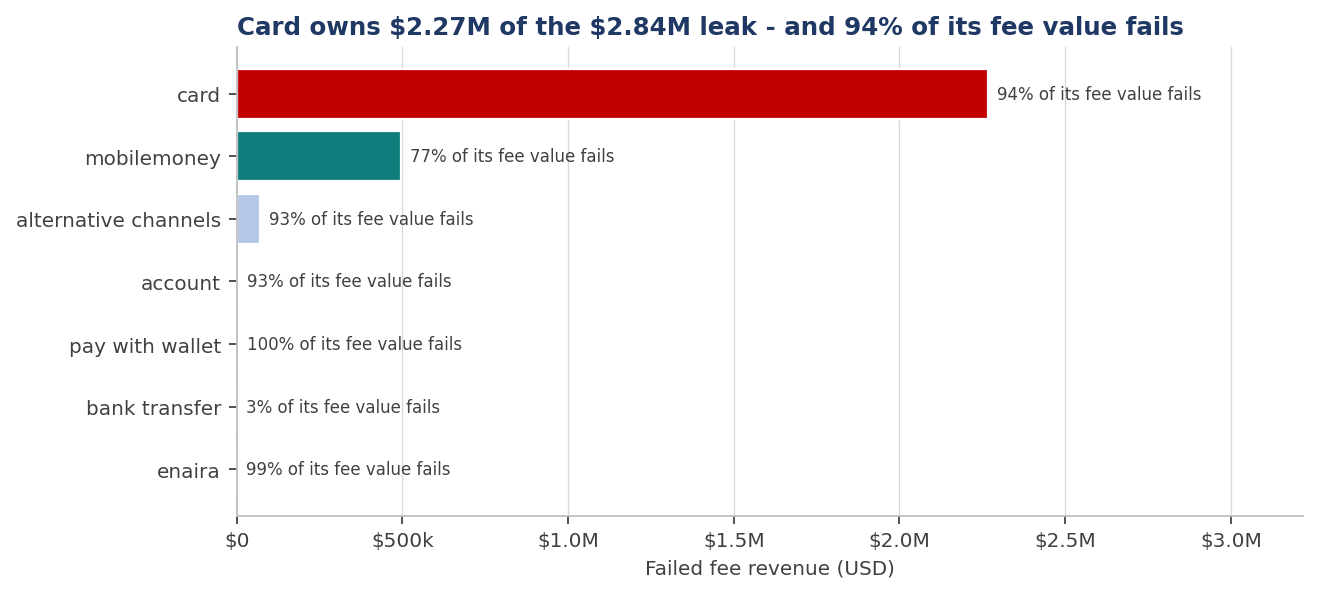 Card owns $2.27M of the $2.84M leak - and 94% of its fee value fails
card 94% of its fee value fails
mobilemoney 77% of its fee value fails
alternative channels 93% of its fee value fails
account 93% of its fee value fails
pay with wallet 100% of its fee value fails
bank transfer 3% of its fee value fails
enaira 99% of its fee value fails
$0 $500k $1.0M $1.5M $2.0M $2.5M $3.0M
Failed fee revenue (USD)